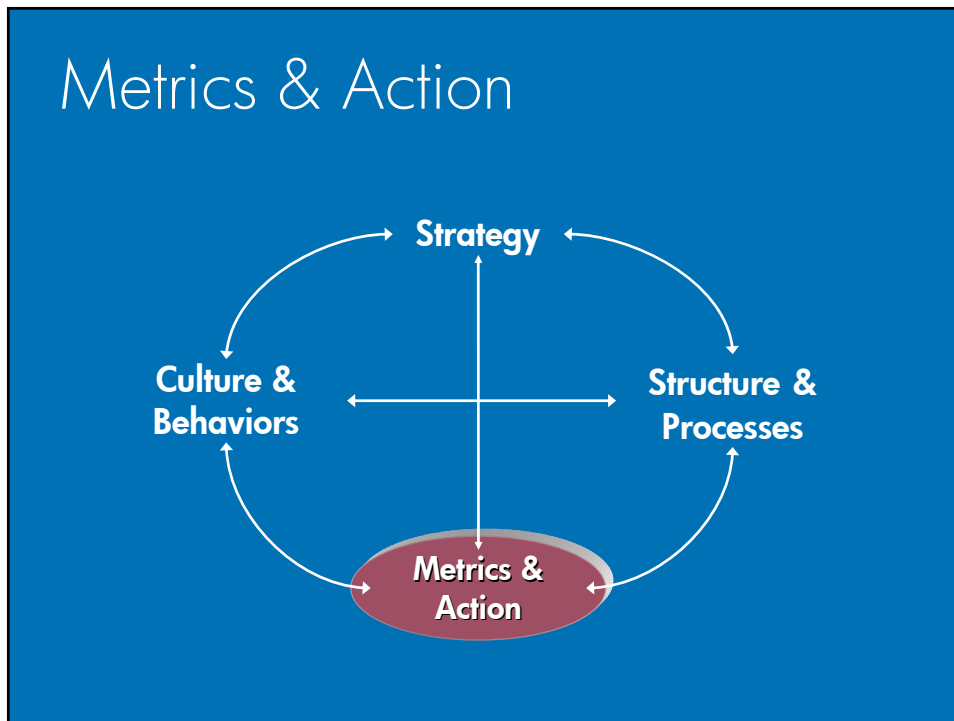 Metrics & Action
Strategy
Culture &
Behaviors
Structure &
Processes
Metrics &
Action